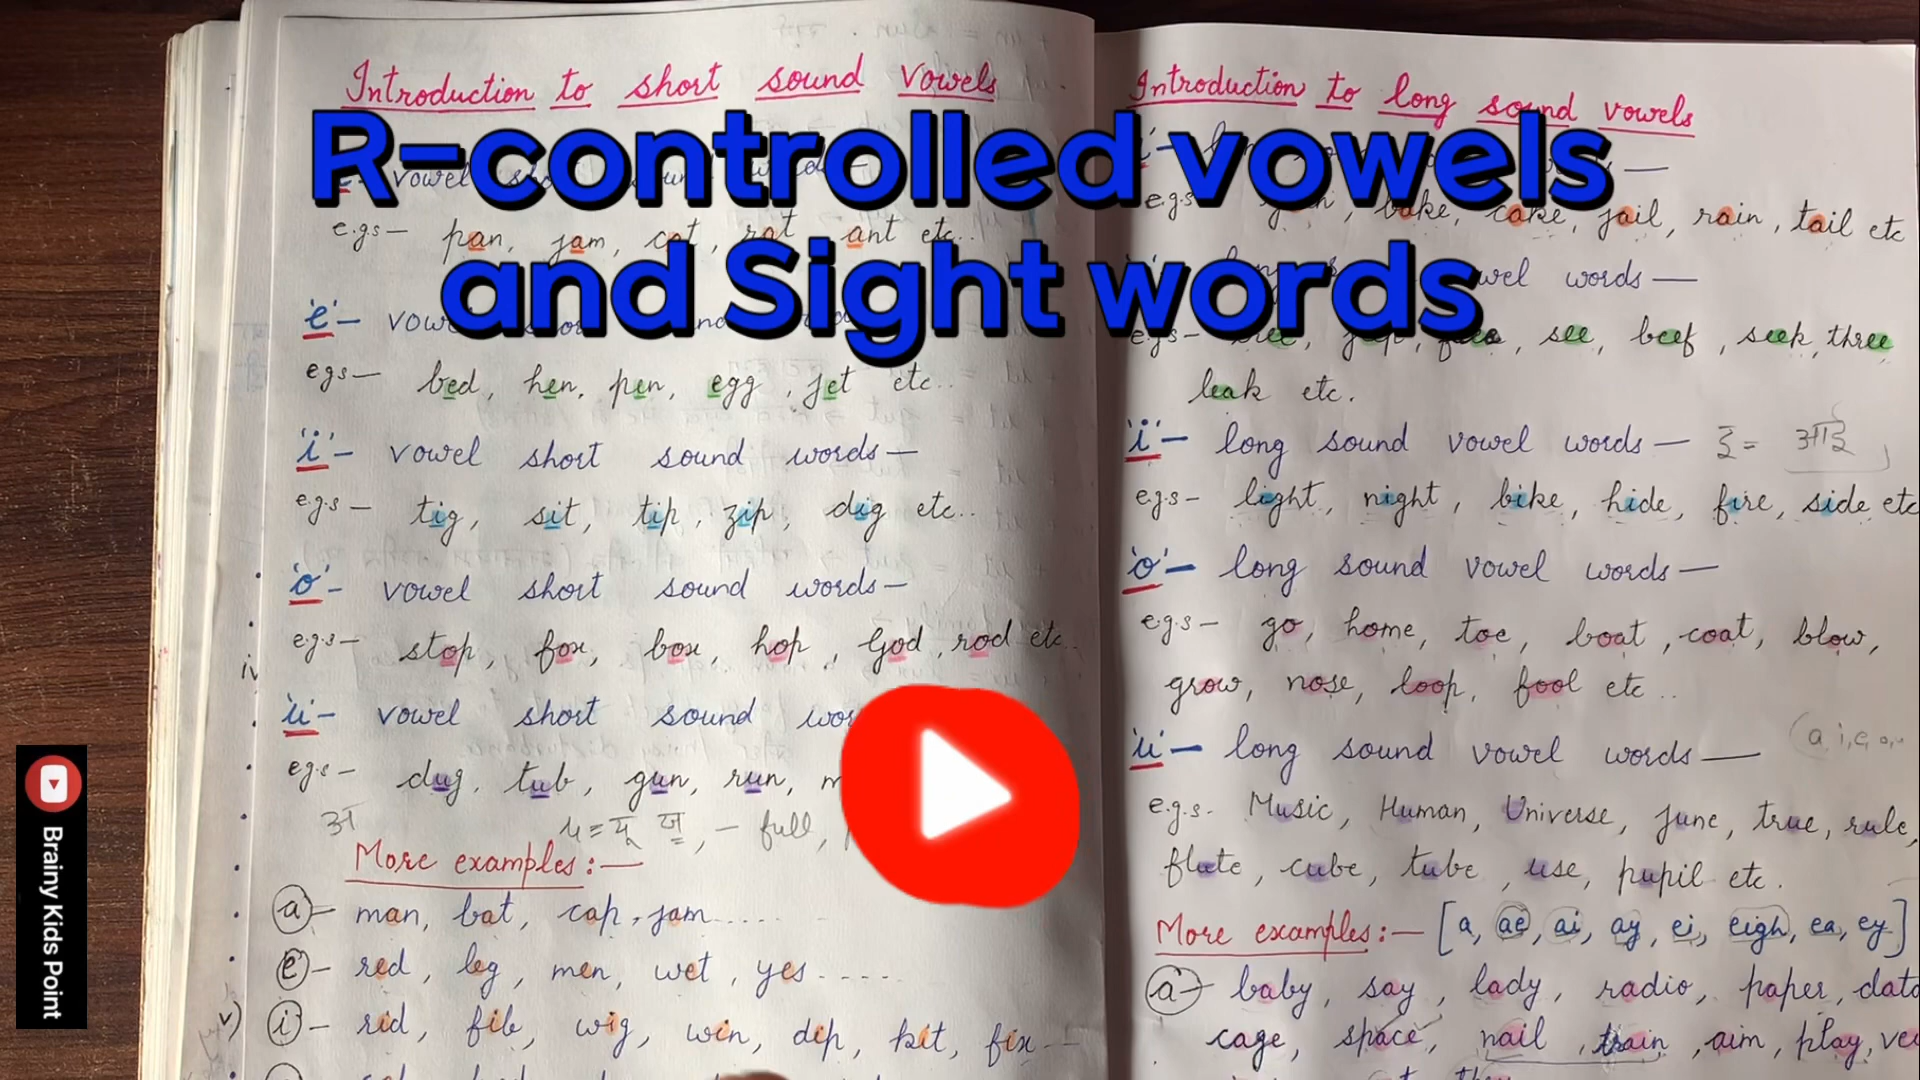 Introduction to short sound vowels
e.g.s — pan, jam, cat, rat ant etc..
'e' — vowel
egs — bed, hen, pen, egg, jet etc..
'i' — vowel short sound words —
e.g.s — tig, sit, tip, zip, dig etc..
'o' — vowel short sound words —
e.g.s — stop, fox, box, hop, God, rod etc..
'u' — vowel short sound
egs — dug, tub, gun, run,
अ — full,
More examples : —
a — man, bat, cap, jam.....
e — red, leg, men, wet, yes.....
i — rid, fib, wig, win, dip, kit, fix
Introduction to long sound vowels
e.g.s bake, cake, jail, rain, tail etc
words —
e.g.s — see, beef, seek, three
leak etc.
'i' — long sound vowel words — ई = आई
e.g.s — light, night, bike, hide, fire, side etc
'o' — long sound vowel words —
e.g.s — go, home, toe, boat, coat, blow,
grow, nose, loop, fool etc..
'u' — long sound vowel words —
e.g.s. Music, Human, Universe, June, true, rule,
flute, cube, tube, use, pupil etc.
More examples : — [a, ae, ai, ay, ei, eigh, ea, ey]
a — baby, say, lady, radio, paper,
cage, space, nail, train, aim, play,
R-controlled vowels
and Sight words
Brainy Kids Point